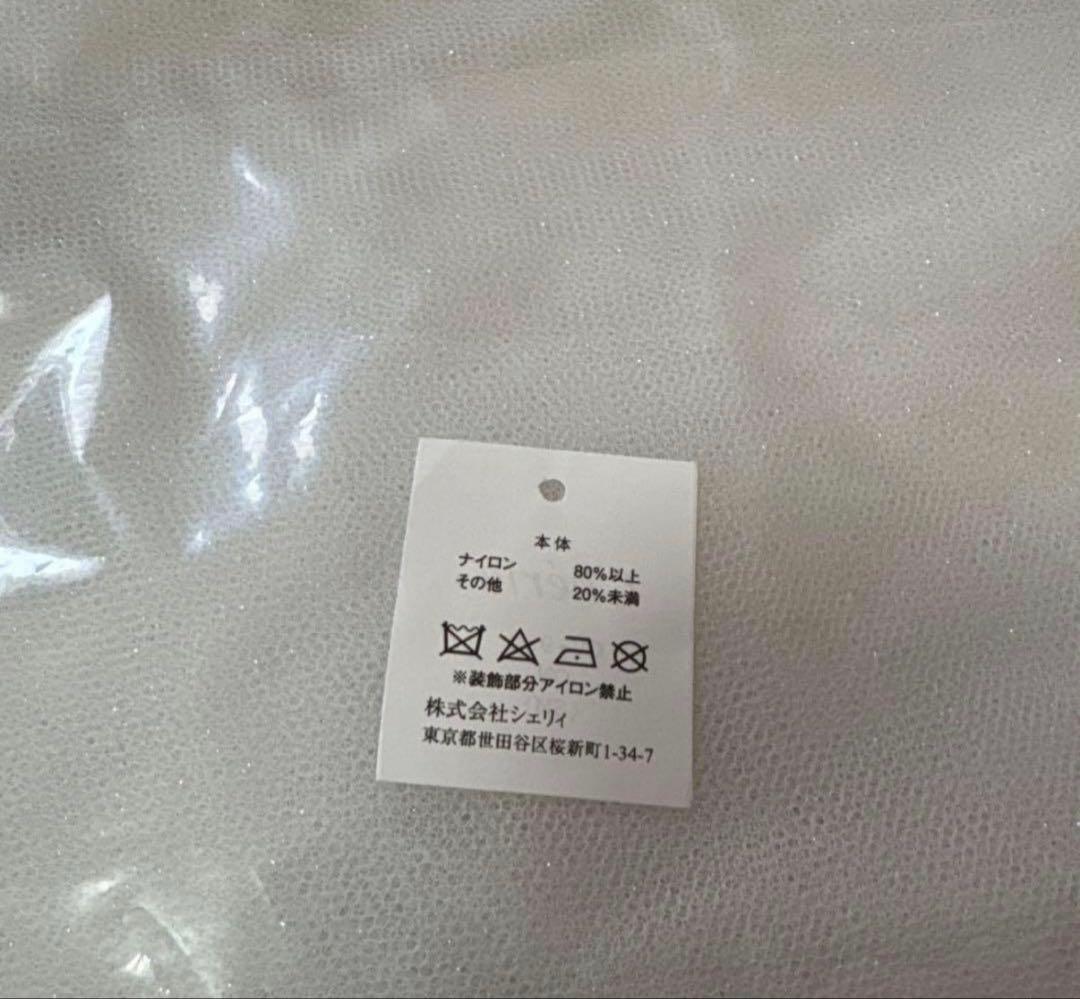 本体
ナイロン 80%以上
その他 20%未満
※装飾部分アイロン禁止
株式会社シェリィ
東京都世田谷区桜新町1-34-7